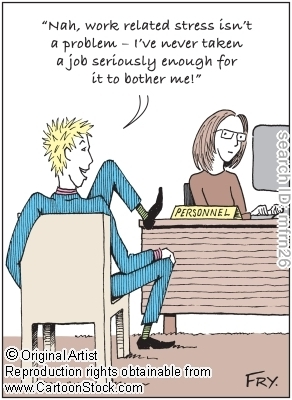 “Nah, work related stress isn't
a problem – I've never taken
a job seriously enough for
it to bother me!”
PERSONNEL
search ID: mfrn26
© Original Artist
Reproduction rights obtainable from
www.CartoonStock.com
FRY.